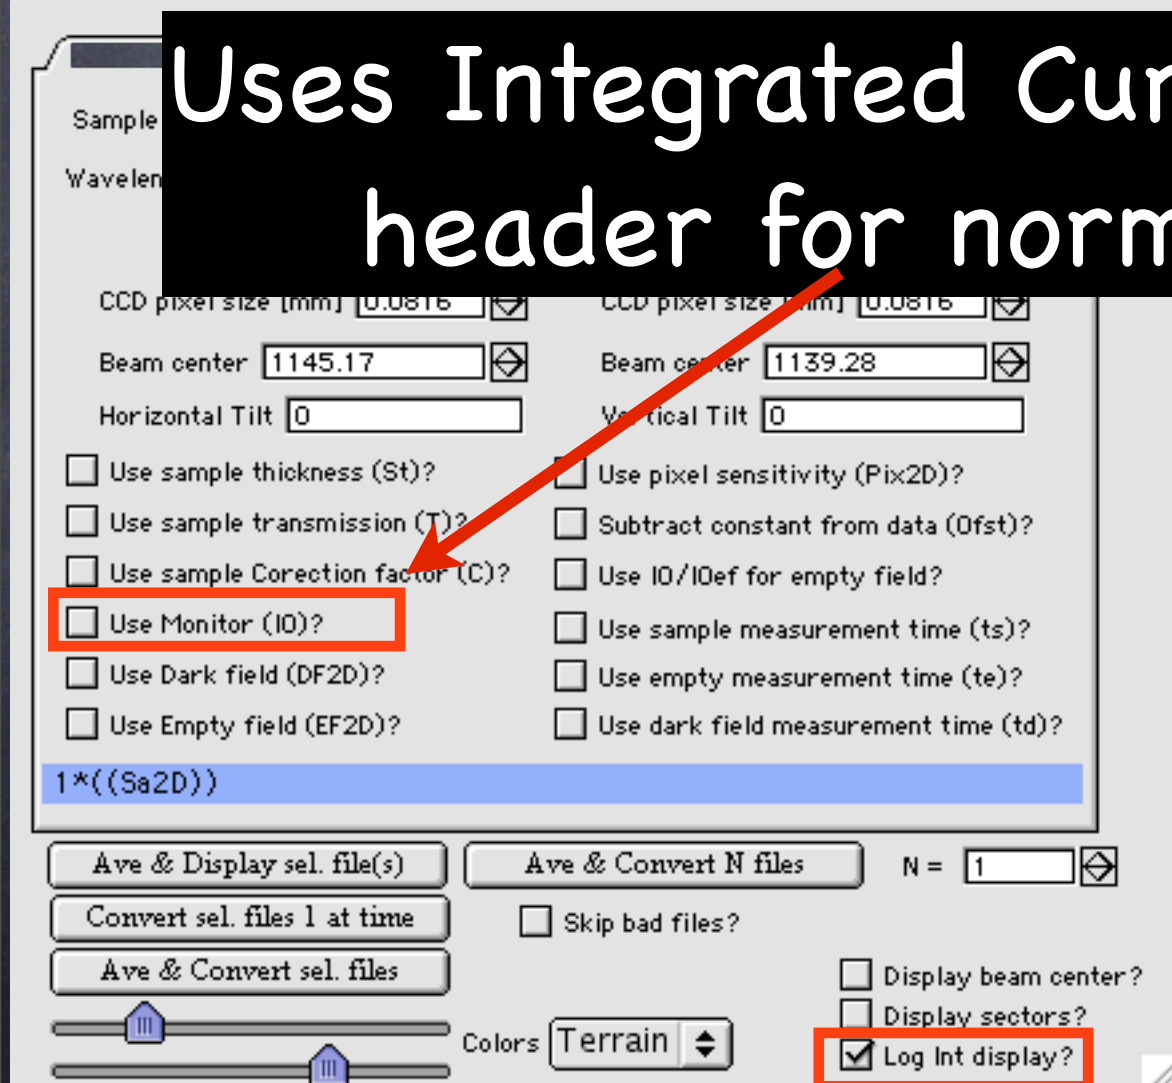 Uses Integrated
header for
Sample
CCD pixel size [mm] 0.0816 CCD pixel size [mm] 0.0816
Beam center 1145.17 Beam center 1139.28
Horizontal Tilt 0 Vertical Tilt 0
Use sample thickness (St)? Use pixel sensitivity (Pix2D)?
Use sample transmission (T)? Subtract constant from data (Ofst)?
Use sample Corection factor (C)? Use I0/I0ef for empty field?
Use Monitor (I0)? Use sample measurement time (ts)?
Use Dark field (DF2D)? Use empty measurement time (te)?
Use Empty field (EF2D)? Use dark field measurement time (td)?
1*((Sa2D))
Ave & Display sel. file(s) Ave & Convert N files N = 1
Convert sel. files 1 at time Skip bad files?
Ave & Convert sel. files
Display beam center?
Display sectors?
Colors Terrain
Log Int display?